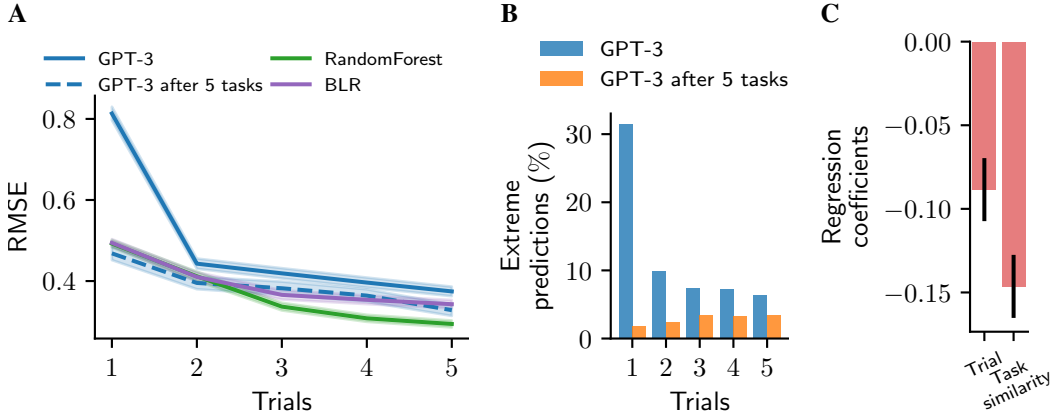 A
GPT-3
GPT-3 after 5 tasks
RandomForest
BLR
RMSE
0.8
0.6
0.4
1 2 3 4 5
Trials
B
GPT-3
GPT-3 after 5 tasks
Extreme
predictions (%)
30
20
10
0
1 2 3 4 5
Trials
C
Regression
coefficients
0.00
−0.05
−0.10
−0.15
Trial
Task
similarity